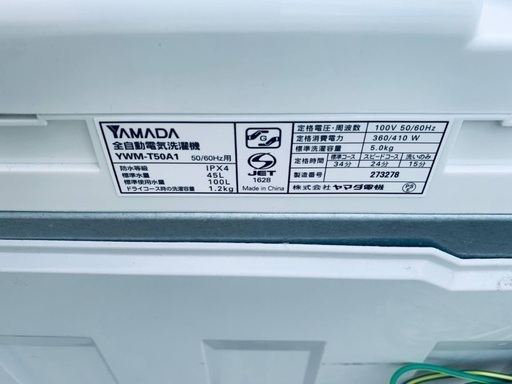 YAMADA
全自動電気洗濯機
YWM-T50A1 50/60Hz用
防水等級 IPX4
標準水量 45L
標準使用水量 100L
ドライコース時の洗濯 1.2kg
JET
1628
Made in China
定格電圧・周波数 100V 50/60Hz
定格消費電力 360/410 W
標準洗濯容量 5.0kg
定格時間 標準コース スピードコース 洗いのみ
34分 24分 15分
製造番号 273278
株式会社 ヤマダ電機